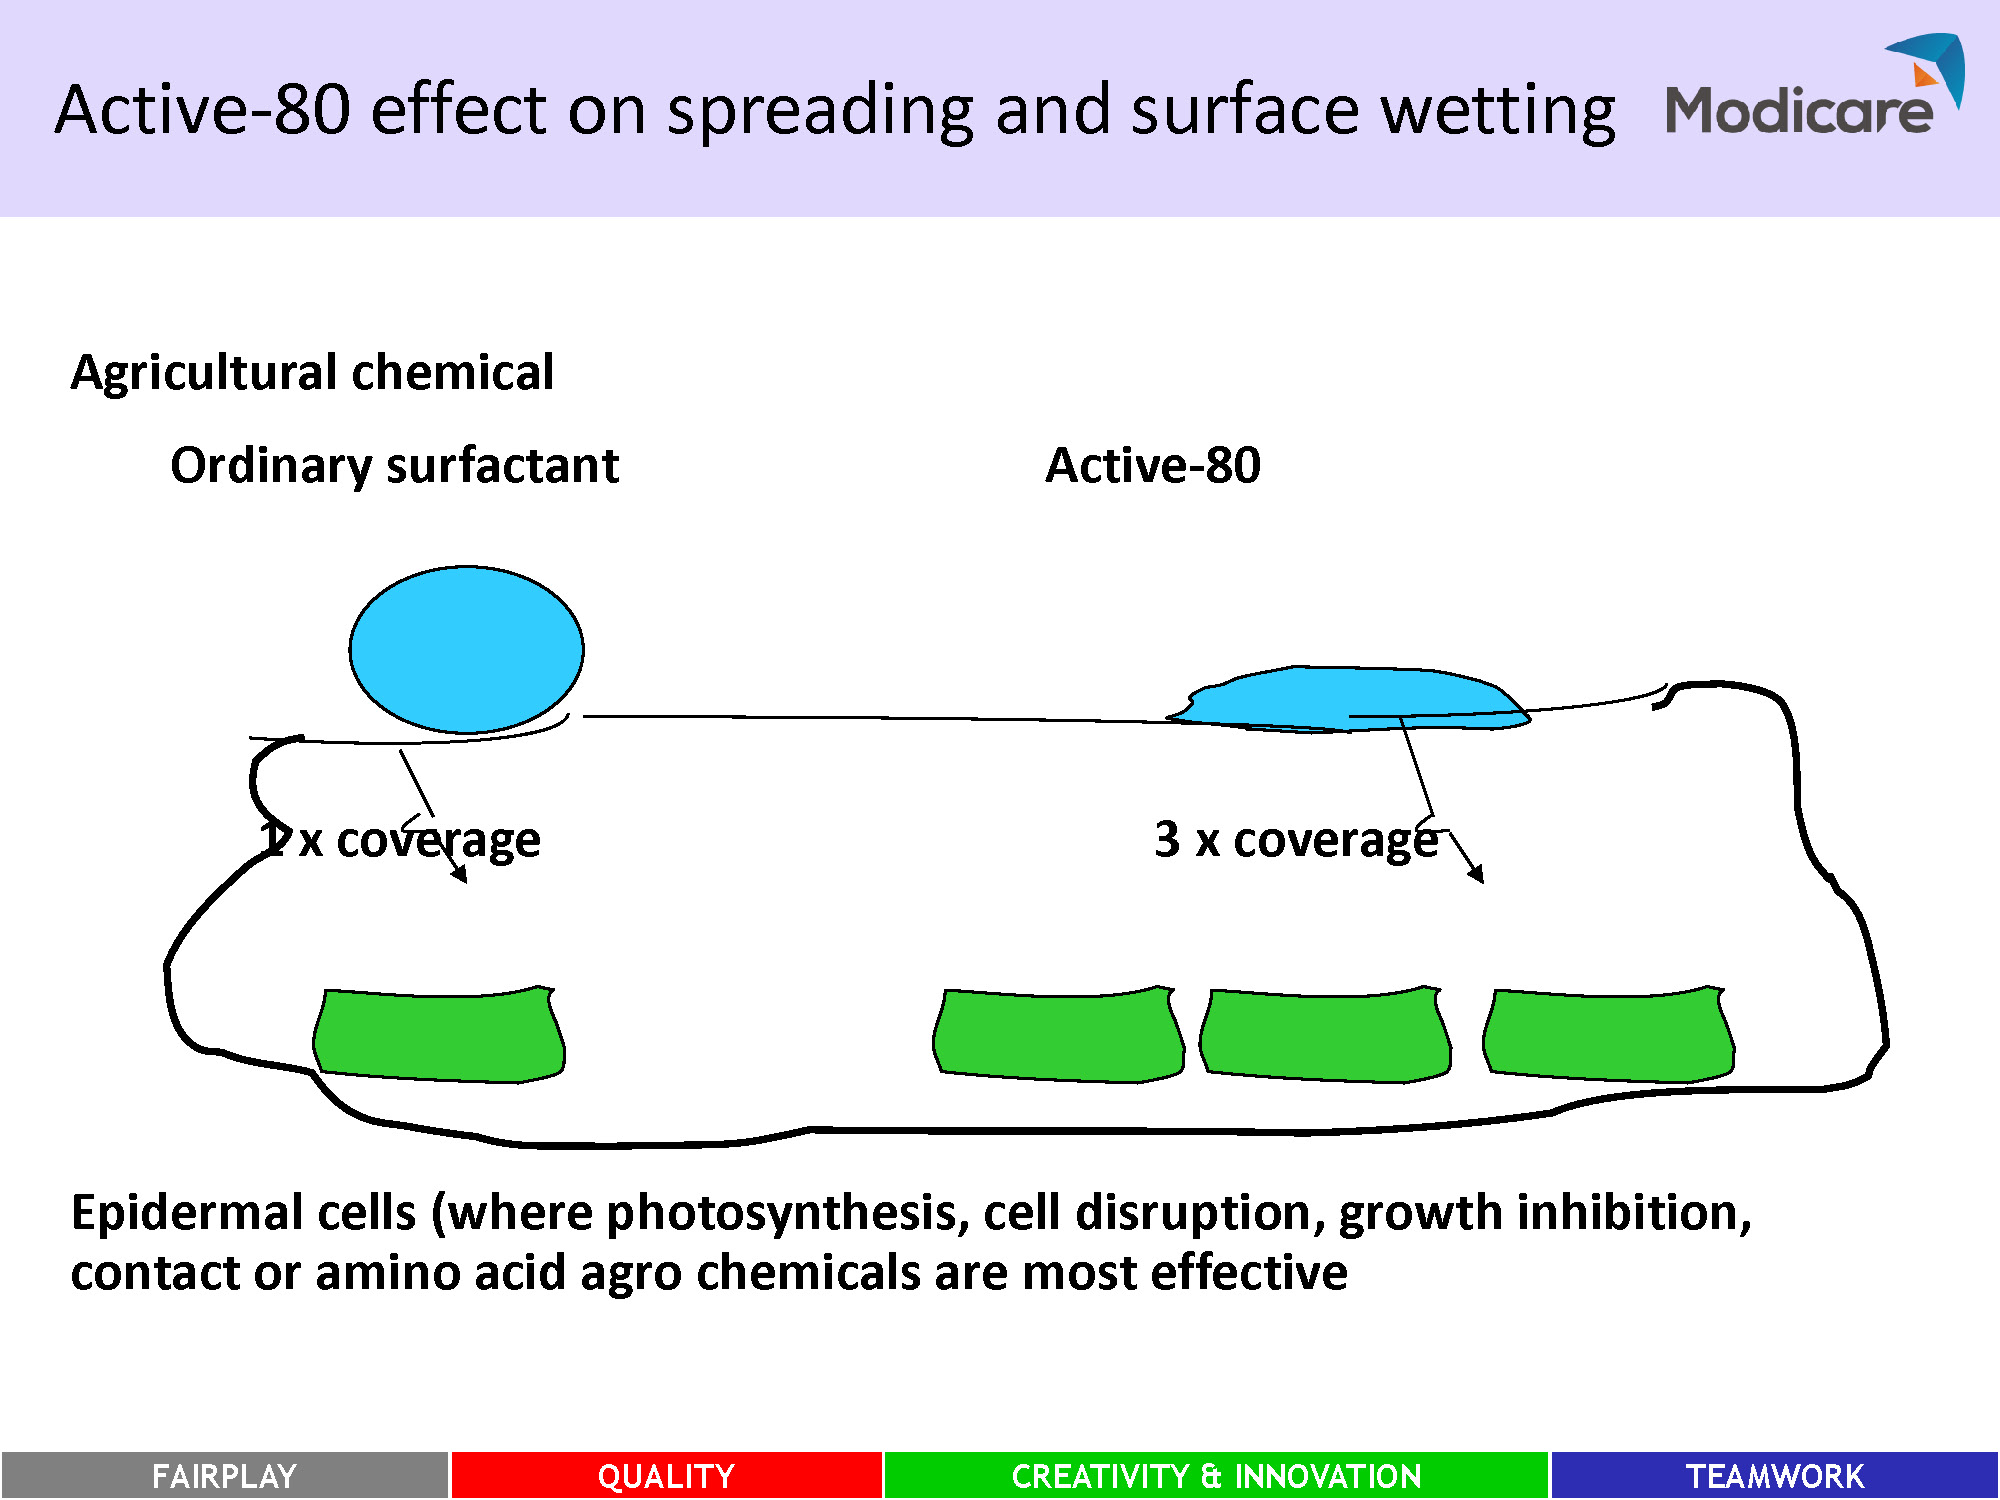 Active-80 effect on spreading and surface wetting
Modicare
Agricultural chemical
Ordinary surfactant
Active-80
1 x coverage
3 x coverage
Epidermal cells (where photosynthesis, cell disruption, growth inhibition,
contact or amino acid agro chemicals are most effective
FAIRPLAY
QUALITY
CREATIVITY & INNOVATION
TEAMWORK